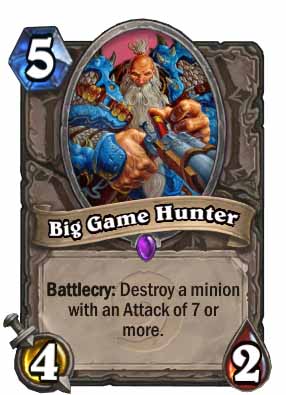 5
Big Game Hunter
Battlecry: Destroy a minion
with an Attack of 7 or
more.
4
2